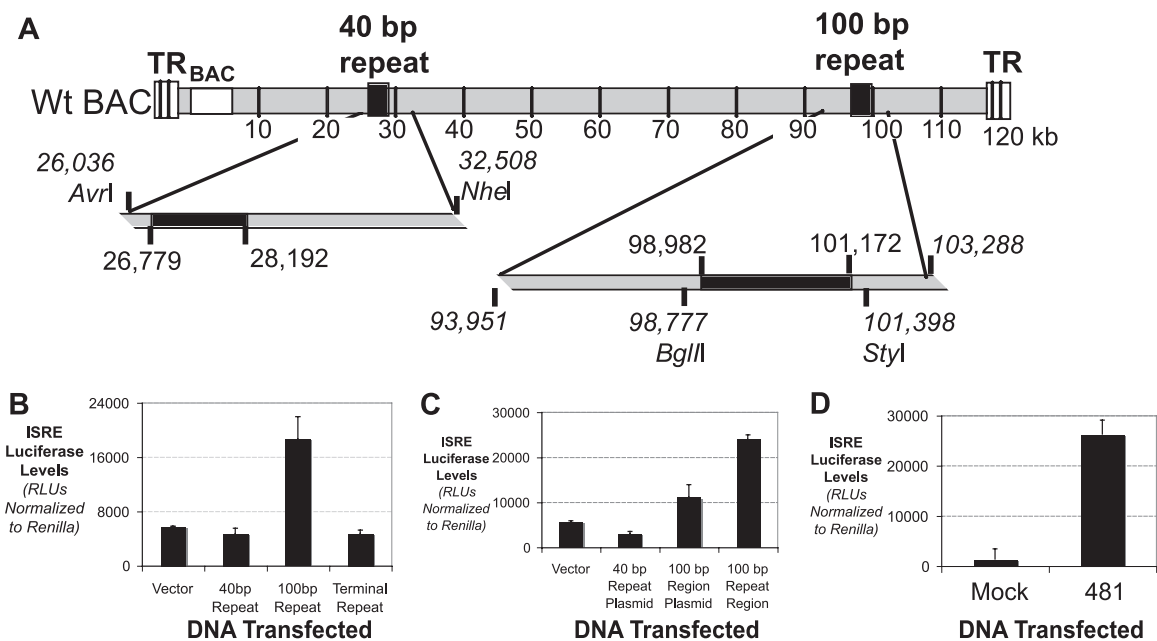 A
40 bp
repeat
100 bp
repeat
TR
BAC
TR
Wt BAC
10 20 30 40 50 60 70 80 90 100 110 120 kb
26,036
AvrI
32,508
NheI
26,779
28,192
98,982
101,172
103,288
93,951
98,777
BglII
101,398
StyI
B
ISRE
Luciferase
Levels
(RLUs
Normalized
to Renilla)
24000
16000
8000
0
Vector
40bp
Repeat
100bp
Repeat
Terminal
Repeat
DNA Transfected
C
ISRE
Luciferase
Levels
(RLUs
Normalized
to Renilla)
30000
20000
10000
0
Vector
40 bp
Repeat
Plasmid
100 bp
Region
Plasmid
100 bp
Repeat
Region
DNA Transfected
D
ISRE
Luciferase
Levels
(RLUs
Normalized
to Renilla)
30000
20000
10000
0
Mock
481
DNA Transfected